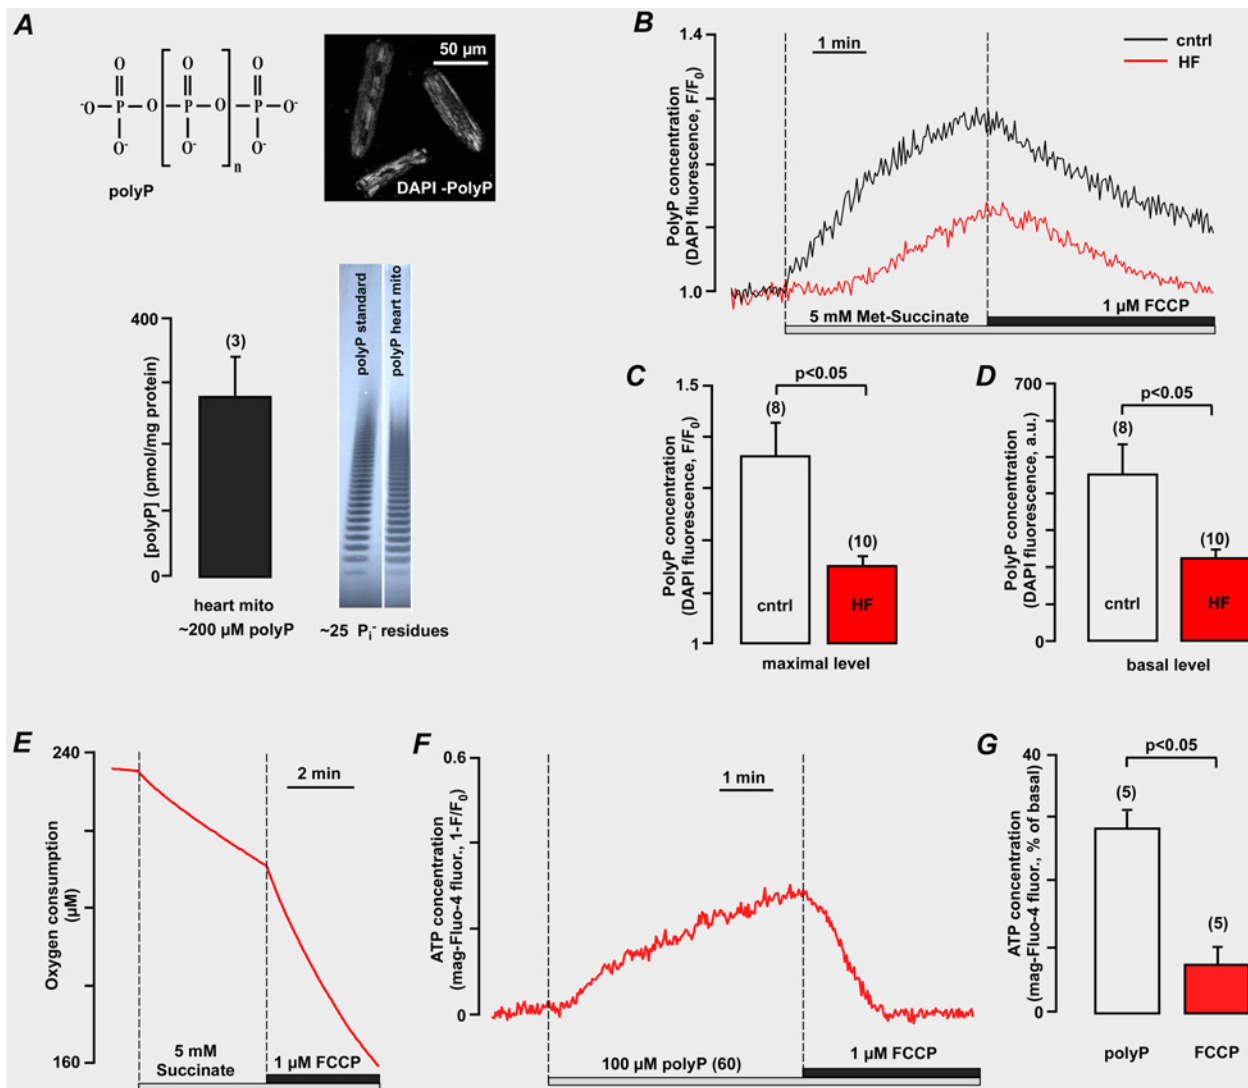 A
O O O
⁻O P O P O P O⁻
O⁻ O⁻ O⁻
n
polyP
50 µm
DAPI -PolyP
[polyP] (pmol/mg protein)
400
0
(3)
heart mito
~200 µM polyP
polyP standard
polyP heart mito
~25 Pᵢ⁻ residues
B
PolyP concentration
(DAPI fluorescence, F/F₀)
1.4
1.0
1 min
cntrl
HF
5 mM Met-Succinate
1 µM FCCP
C
PolyP concentration
(DAPI fluorescence, F/F₀)
1.5
1
p<0.05
(8)
(10)
cntrl
HF
maximal level
D
PolyP concentration
(DAPI fluorescence, a.u.)
700
0
p<0.05
(8)
(10)
cntrl
HF
basal level
E
Oxygen consumption
(µM)
240
160
2 min
5 mM
Succinate
1 µM FCCP
F
ATP concentration
(mag-Fluo-4 fluor., 1-F/F₀)
0.6
0
1 min
100 µM polyP (60)
1 µM FCCP
G
ATP concentration
(mag-Fluo-4 fluor., % of basal)
40
0
p<0.05
(5)
(5)
polyP
FCCP